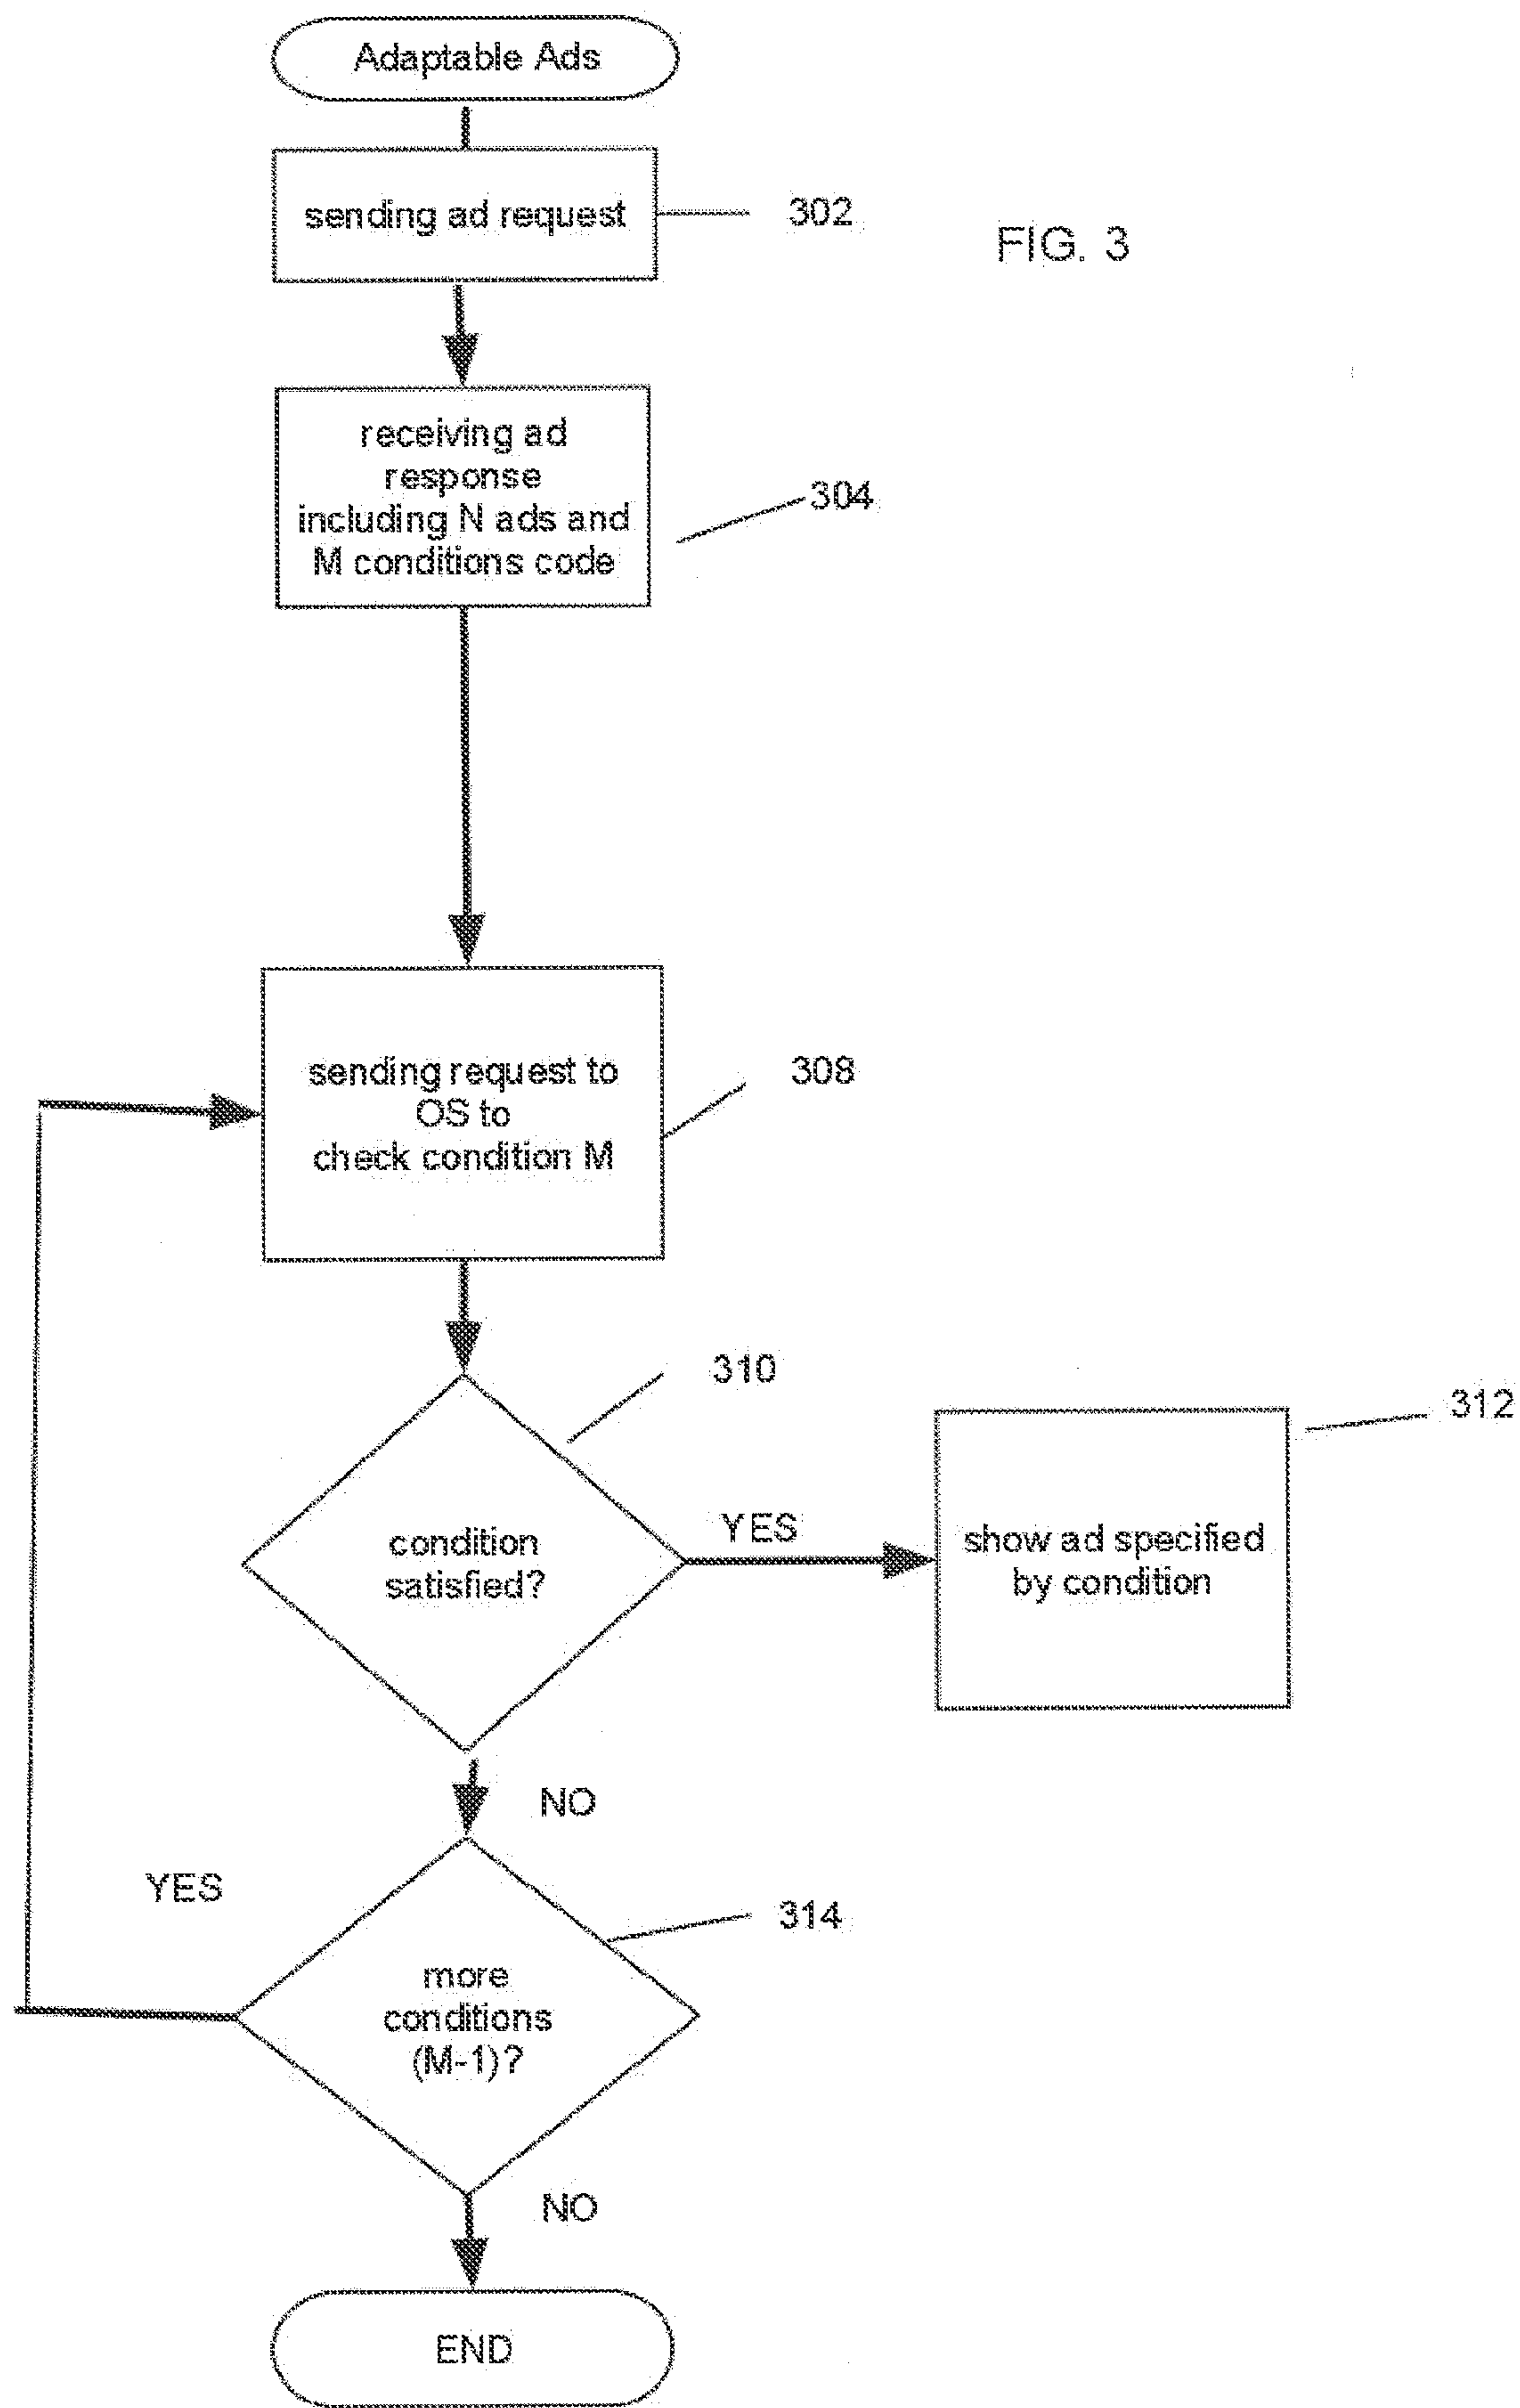 Adaptable Ads
sending ad request
302
FIG. 3
receiving ad
response
including N ads and
M conditions code
304
sending request to
OS to
check condition M
308
310
condition
satisfied?
YES
312
show ad specified
by condition
NO
YES
314
more
conditions
(M-1)?
NO
END